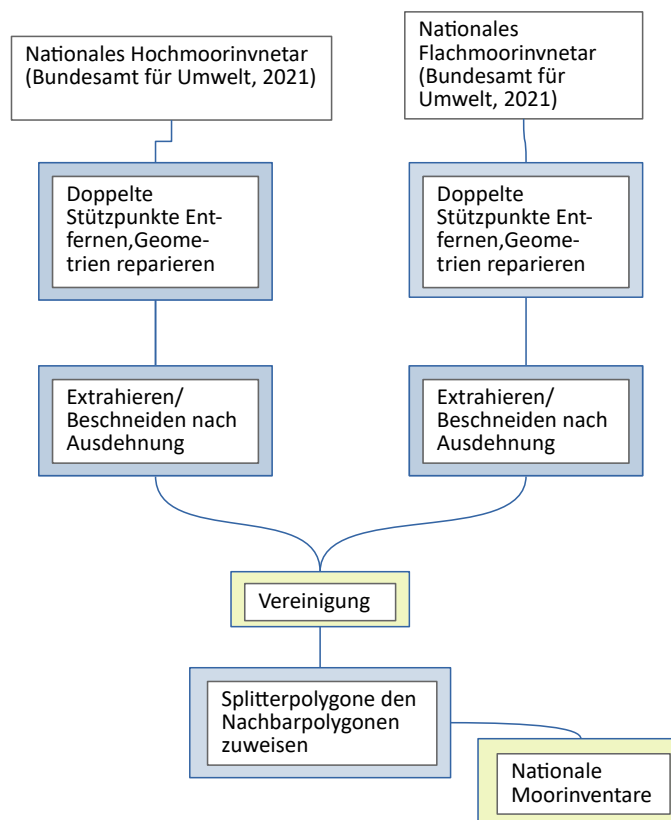 Nationales Hochmoorinvnetar
(Bundesamt für Umwelt, 2021)
Nationales
Flachmoorinvnetar
(Bundesamt für
Umwelt, 2021)
Doppelte
Stützpunkte Ent-
fernen,Geome-
trien reparieren
Doppelte
Stützpunkte Ent-
fernen,Geome-
trien reparieren
Extrahieren/
Beschneiden nach
Ausdehnung
Extrahieren/
Beschneiden nach
Ausdehnung
Vereinigung
Splitterpolygone den
Nachbarpolygonen
zuweisen
Nationale
Moorinventare